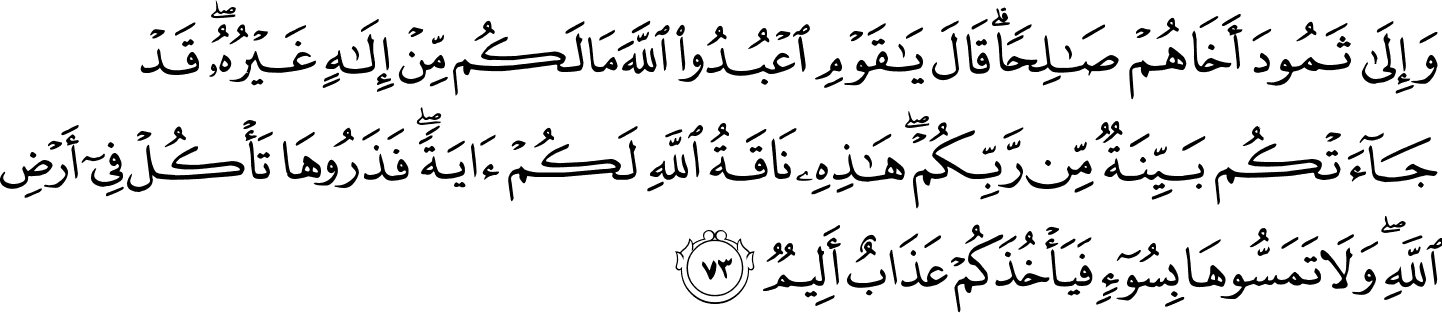 وَإِلَىٰ ثَمُودَ أَخَاهُمْ صَـٰلِحًاۗ قَالَ يَـٰقَوْمِ ٱعْبُدُوا۟ ٱللَّهَ مَا لَكُم مِّنْ إِلَـٰهٍ غَيْرُهُۥۖ قَدْ
جَآءَتْكُم بَيِّنَةٌ مِّن رَّبِّكُمْۖ هَـٰذِهِۦ نَاقَةُ ٱللَّهِ لَكُمْ ءَايَةًۖ فَذَرُوهَا تَأْكُلْ فِىٓ أَرْضِ
ٱللَّهِۖ وَلَا تَمَسُّوهَا بِسُوٓءٍ فَيَأْخُذَكُمْ عَذَابٌ أَلِيمٌ ٧٣